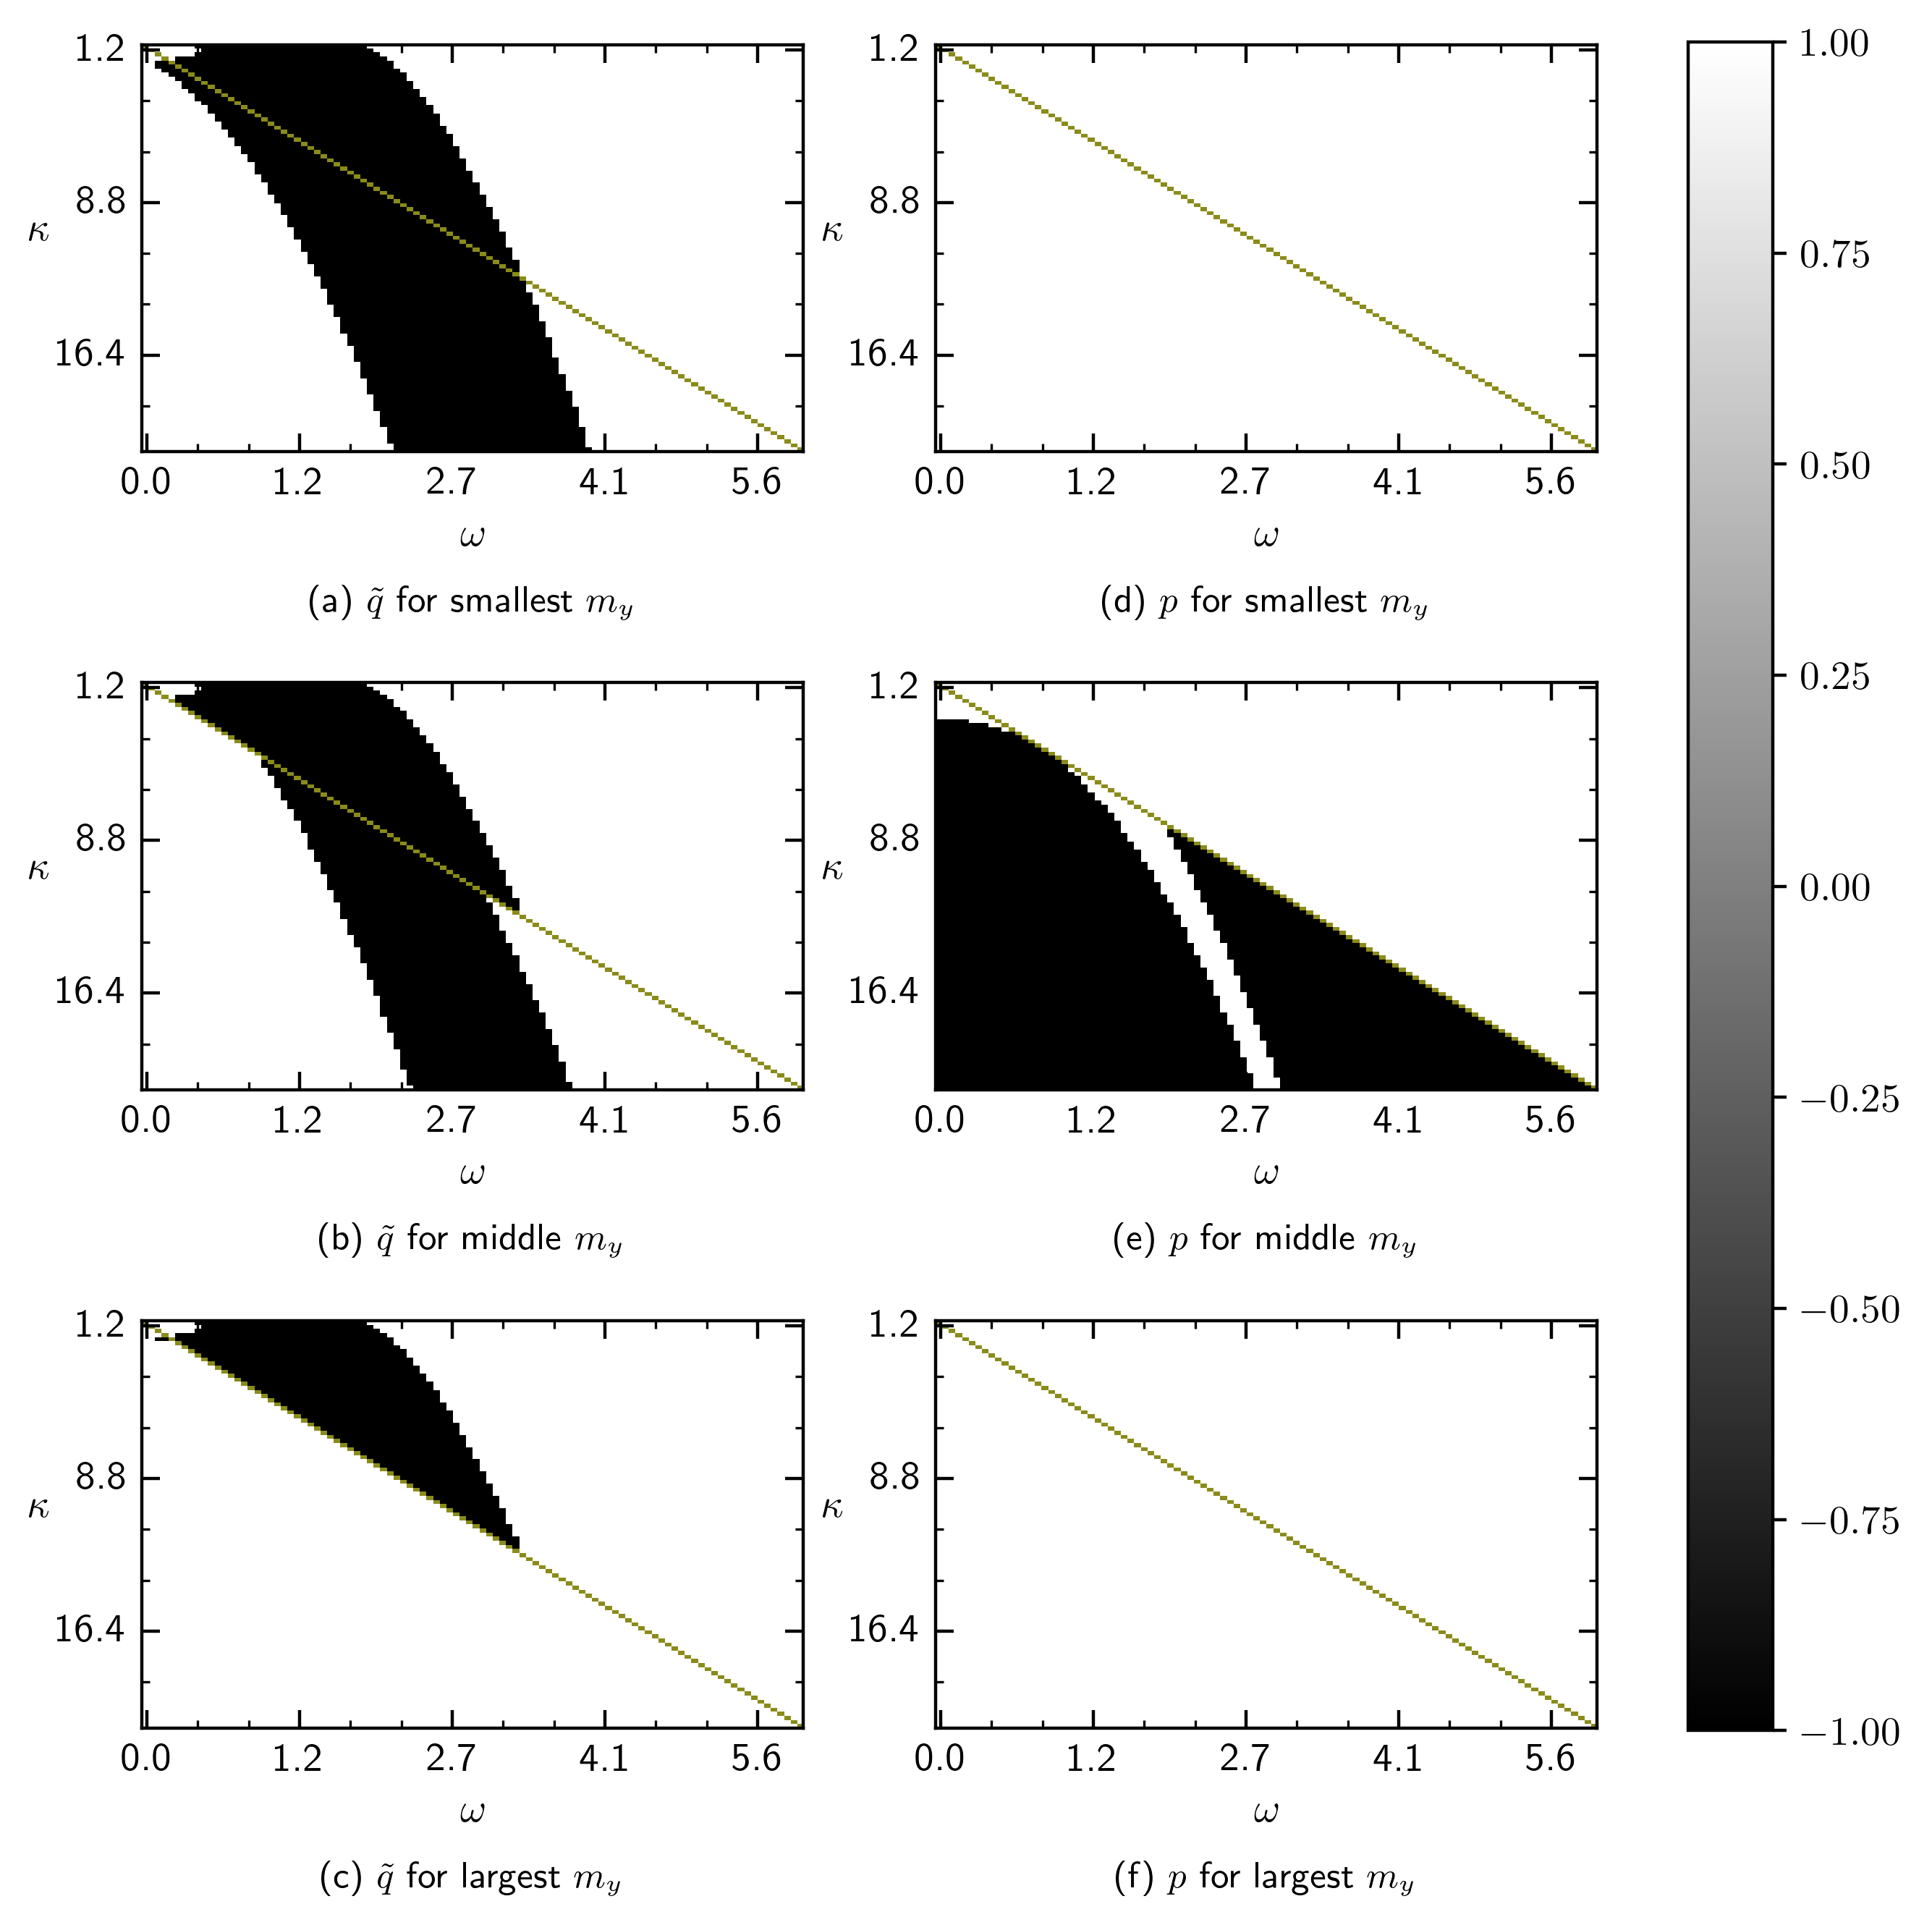 1.2
8.8
κ
16.4
0.0 1.2 2.7 4.1 5.6
ω
(a) q̃ for smallest m_y
1.2
8.8
κ
16.4
0.0 1.2 2.7 4.1 5.6
ω
(d) p for smallest m_y
1.2
8.8
κ
16.4
0.0 1.2 2.7 4.1 5.6
ω
(b) q̃ for middle m_y
1.2
8.8
κ
16.4
0.0 1.2 2.7 4.1 5.6
ω
(e) p for middle m_y
1.2
8.8
κ
16.4
0.0 1.2 2.7 4.1 5.6
ω
(c) q̃ for largest m_y
1.2
8.8
κ
16.4
0.0 1.2 2.7 4.1 5.6
ω
(f) p for largest m_y
1.00
0.75
0.50
0.25
0.00
−0.25
−0.50
−0.75
−1.00